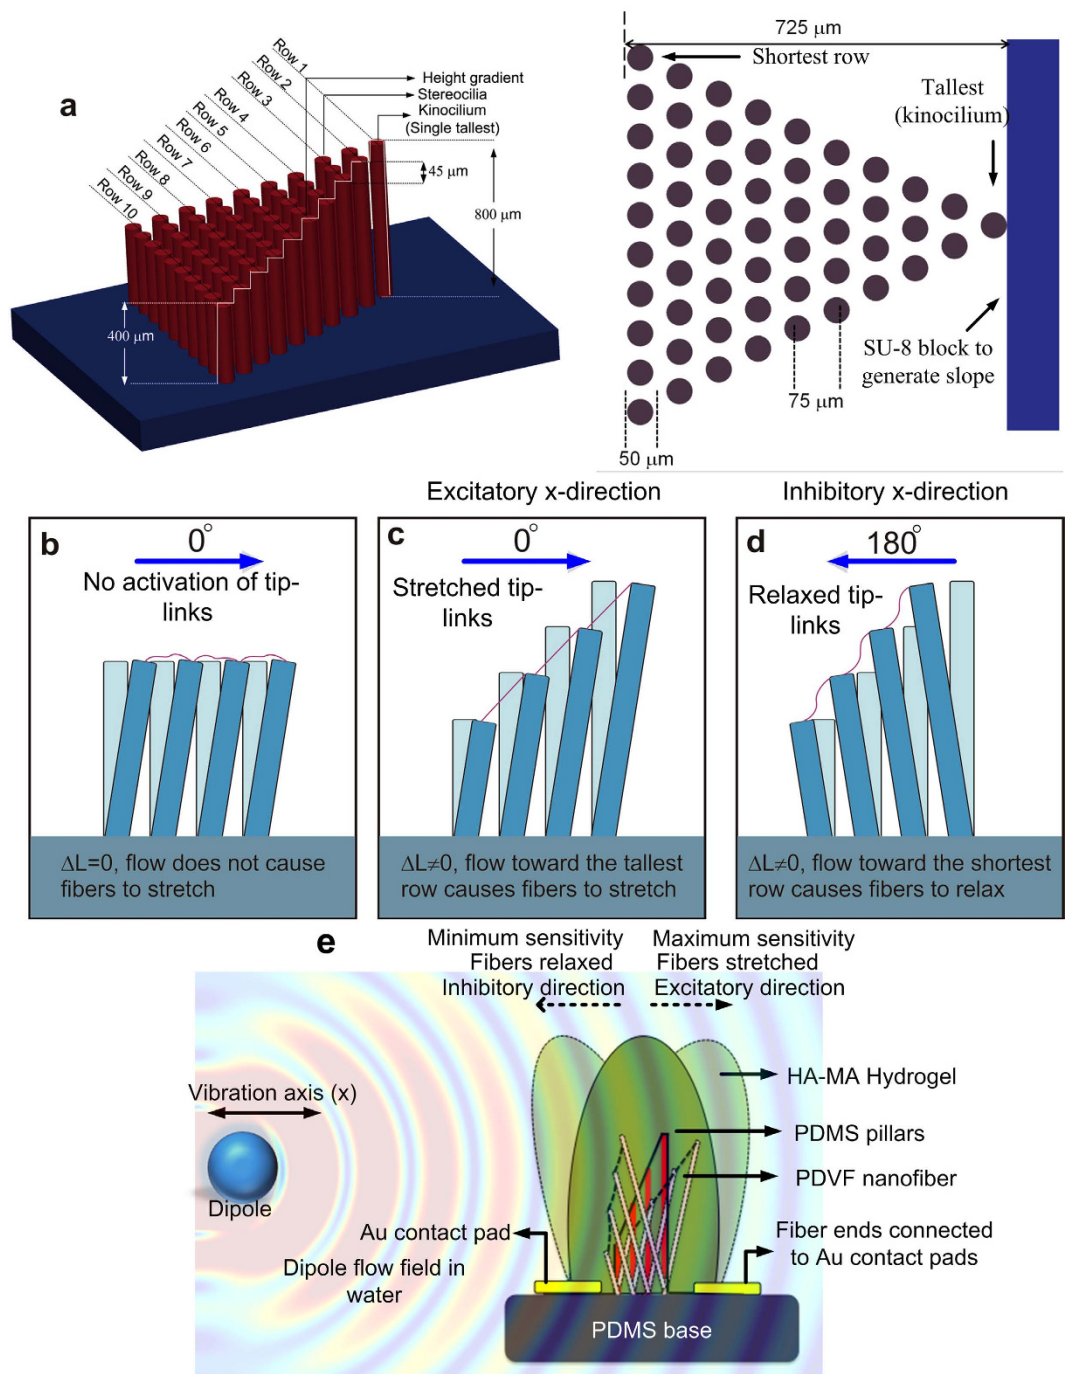 a
Row 1
Row 2
Row 3
Row 4
Row 5
Row 6
Row 7
Row 8
Row 9
Row 10
Height gradient
Stereocilia
Kinocilium
(Single tallest)
45 μm
800 μm
400 μm
725 μm
Shortest row
Tallest
(kinocilium)
SU-8 block to
generate slope
75 μm
50 μm
Excitatory x-direction
Inhibitory x-direction
b
0°
No activation of tip-
links
ΔL=0, flow does not cause
fibers to stretch
c
0°
Stretched tip-
links
ΔL≠0, flow toward the tallest
row causes fibers to stretch
d
180°
Relaxed tip-
links
ΔL≠0, flow toward the shortest
row causes fibers to relax
e
Minimum sensitivity
Fibers relaxed
Inhibitory direction
Maximum sensitivity
Fibers stretched
Excitatory direction
Vibration axis (x)
Dipole
HA-MA Hydrogel
PDMS pillars
PDVF nanofiber
Au contact pad
Fiber ends connected
to Au contact pads
Dipole flow field in
water
PDMS base